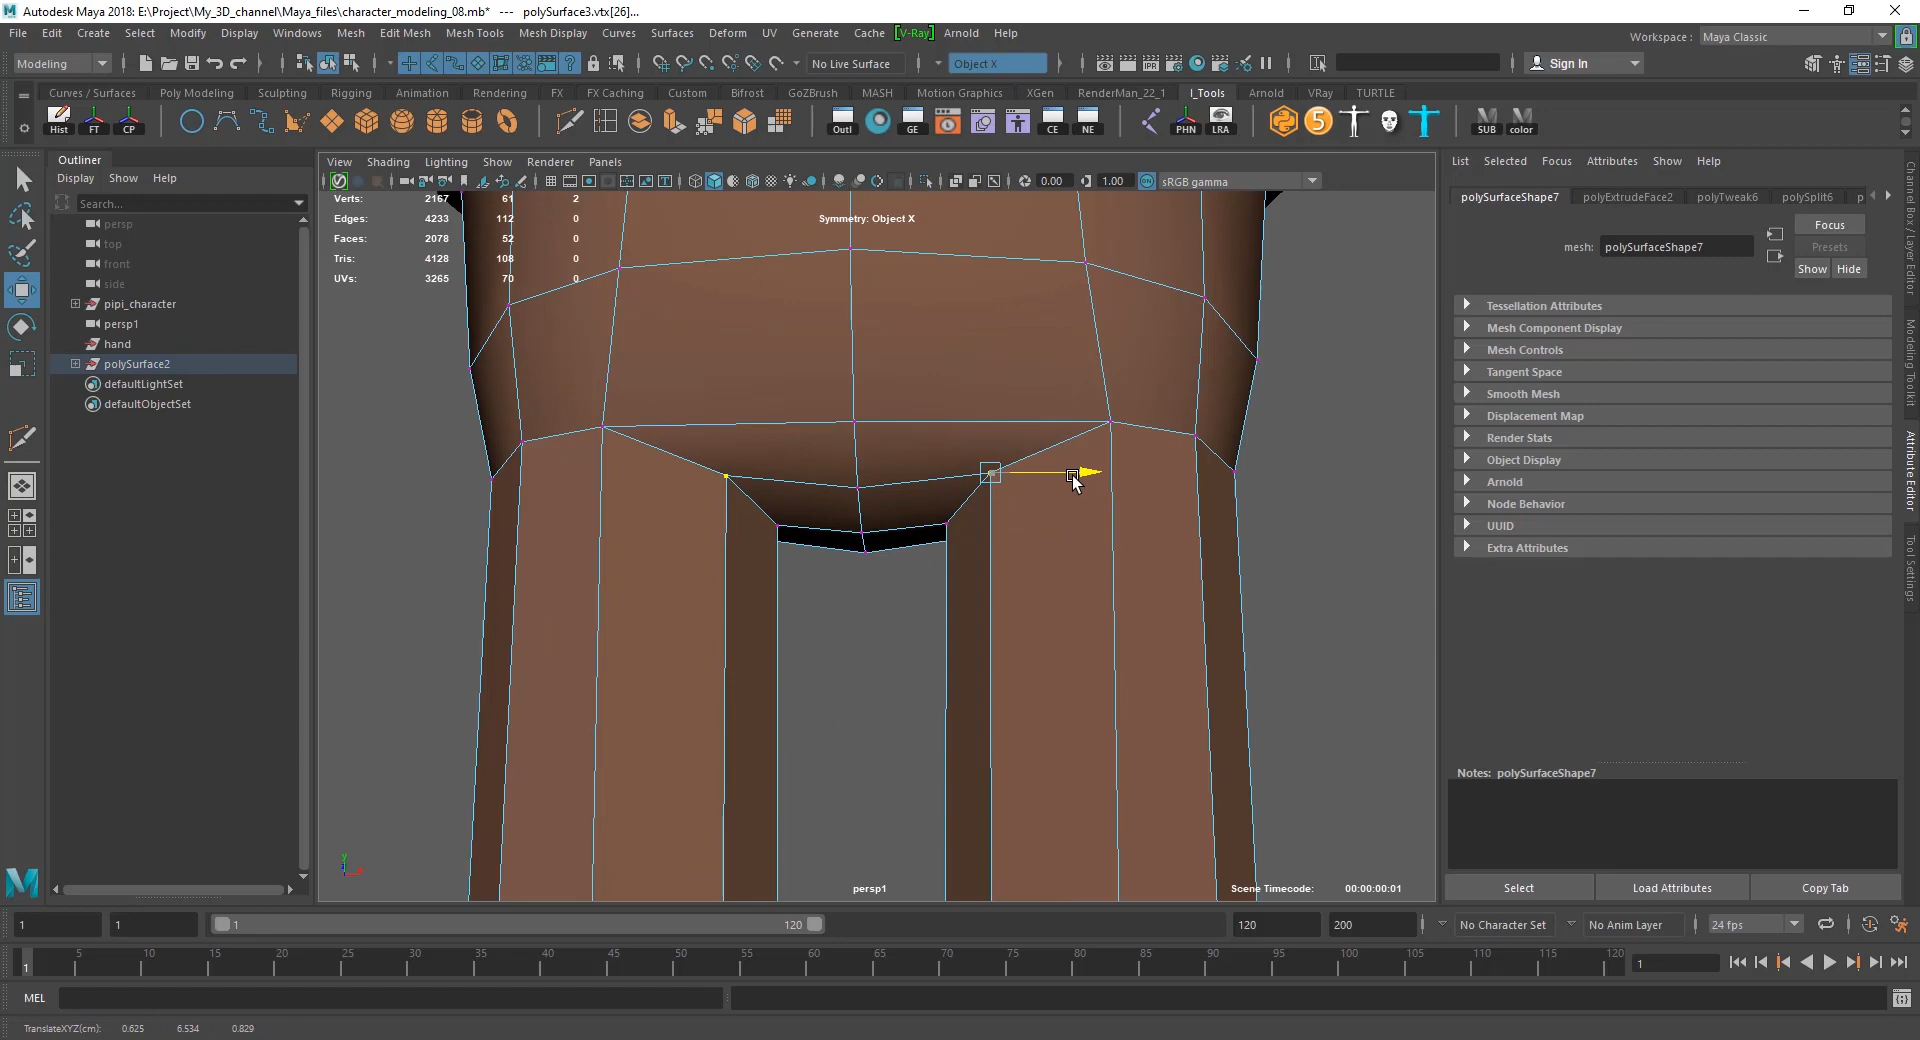 Autodesk Maya 2018: E:\Project\My_3D_channel\Maya_files\character_modeling_08.mb* --- polySurface3.vtx[26]...
File Edit Create Select Modify Display Windows Mesh Edit Mesh Mesh Tools Mesh Display Curves Surfaces Deform UV Generate Cache [V-Ray] Arnold Help
Workspace : Maya Classic
Modeling No Live Surface Object X Sign In
Curves / Surfaces Poly Modeling Sculpting Rigging Animation Rendering FX FX Caching Custom Bifrost GoZBrush MASH Motion Graphics XGen RenderMan_22_1 I_Tools Arnold VRay TURTLE
Hist FT CP Outl GE CE NE PHN LRA 5 SUB color
Outliner
Display Show Help
Search...
persp
top
front
side
pipi_character
persp1
hand
polySurface2
defaultLightSet
defaultObjectSet
View Shading Lighting Show Renderer Panels
0.00 1.00 sRGB gamma
Verts: 2167 61 2
Edges: 4233 112 0
Faces: 2078 52 0
Tris: 4128 108 0
UVs: 3265 70 0
Symmetry: Object X
persp1
Scene Timecode: 00:00:00:01
List Selected Focus Attributes Show Help
polySurfaceShape7 polyExtrudeFace2 polyTweak6 polySplit6 p
Focus
mesh: polySurfaceShape7 Presets
Show Hide
Tessellation Attributes
Mesh Component Display
Mesh Controls
Tangent Space
Smooth Mesh
Displacement Map
Render Stats
Object Display
Arnold
Node Behavior
UUID
Extra Attributes
Notes: polySurfaceShape7
Select Load Attributes Copy Tab
Channel Box / Layer Editor
Modeling Toolkit
Attribute Editor
Tool Settings
1 1 1 120 120 200 No Character Set No Anim Layer 24 fps
1 5 10 15 20 25 30 35 40 45 50 55 60 65 70 75 80 85 90 95 100 105 110 115 120 1
MEL
TranslateXYZ(cm): 0.625 6.534 0.829